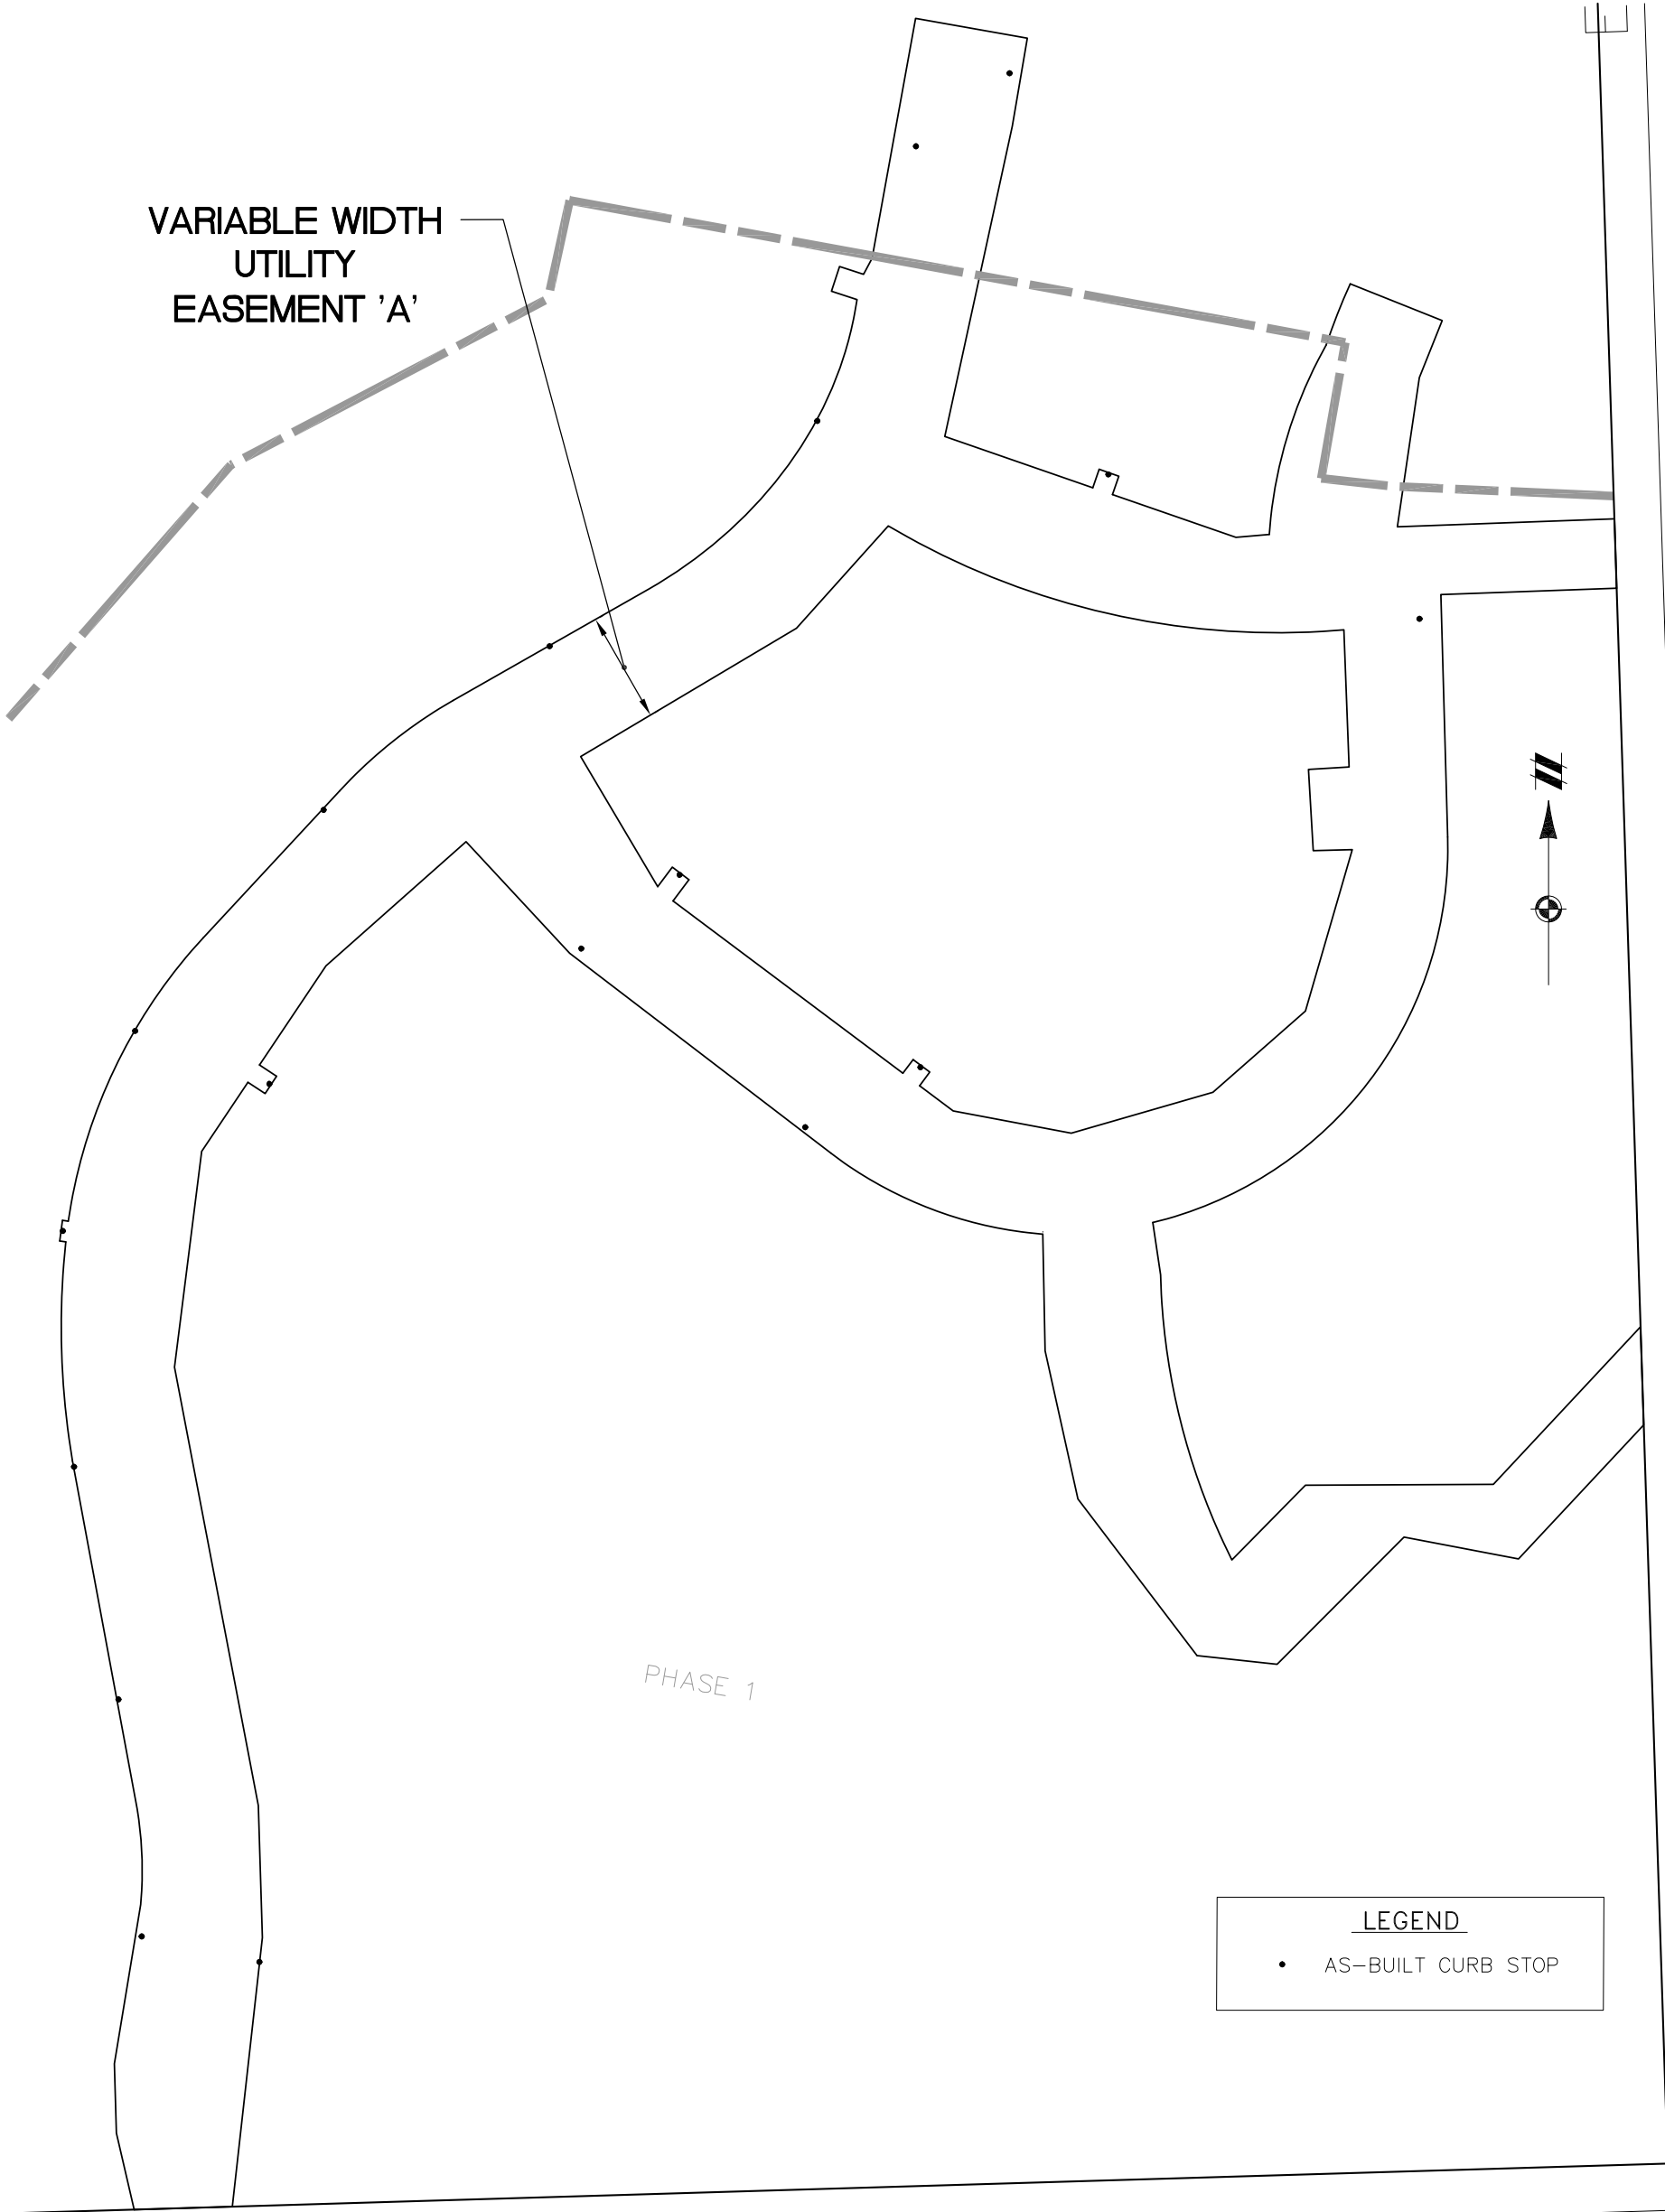 VARIABLE WIDTH
UTILITY
EASEMENT 'A'
N
PHASE 1
LEGEND
AS-BUILT CURB STOP